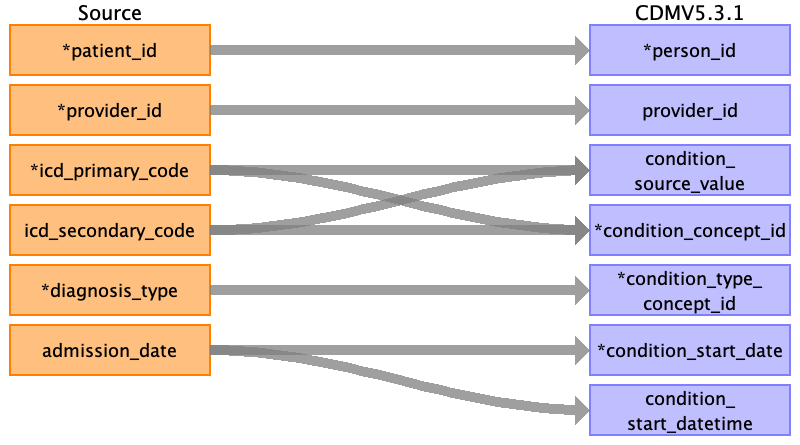 Source
CDMV5.3.1
*patient_id
*person_id
*provider_id
provider_id
*icd_primary_code
condition_
source_value
icd_secondary_code
*condition_concept_id
*diagnosis_type
*condition_type_
concept_id
admission_date
*condition_start_date
condition_
start_datetime